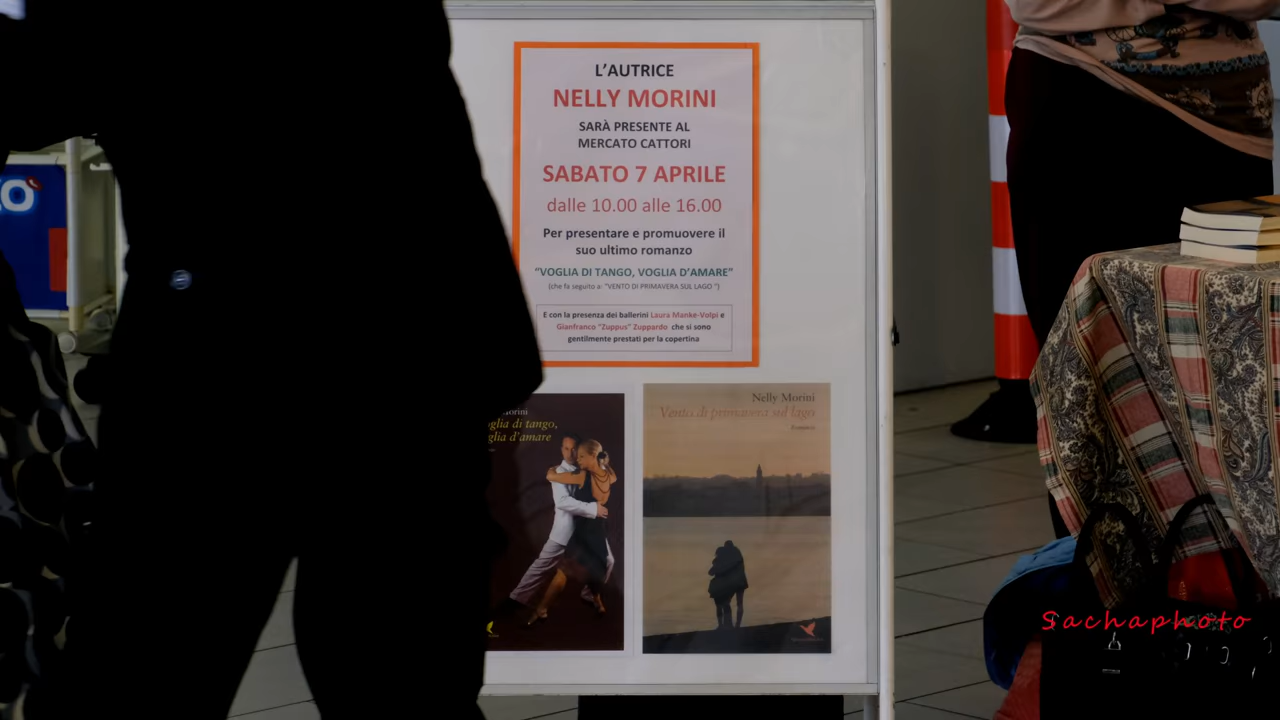 L'AUTRICE
NELLY MORINI
SARÀ PRESENTE AL
MERCATO CATTORI
SABATO 7 APRILE
dalle 10.00 alle 16.00
Per presentare e promuovere il
suo ultimo romanzo
"VOGLIA DI TANGO, VOGLIA D'AMARE"
(che fa seguito a: "VENTO DI PRIMAVERA SUL LAGO ")
E con la presenza dei ballerini Laura Manke-Volpi e
Gianfranco "Zuppus" Zuppardo che si sono
gentilmente prestati per la copertina
di tango,
d'amare
Nelly Morini
Vento di primavera sul lago
Romanzo
Sachaphoto